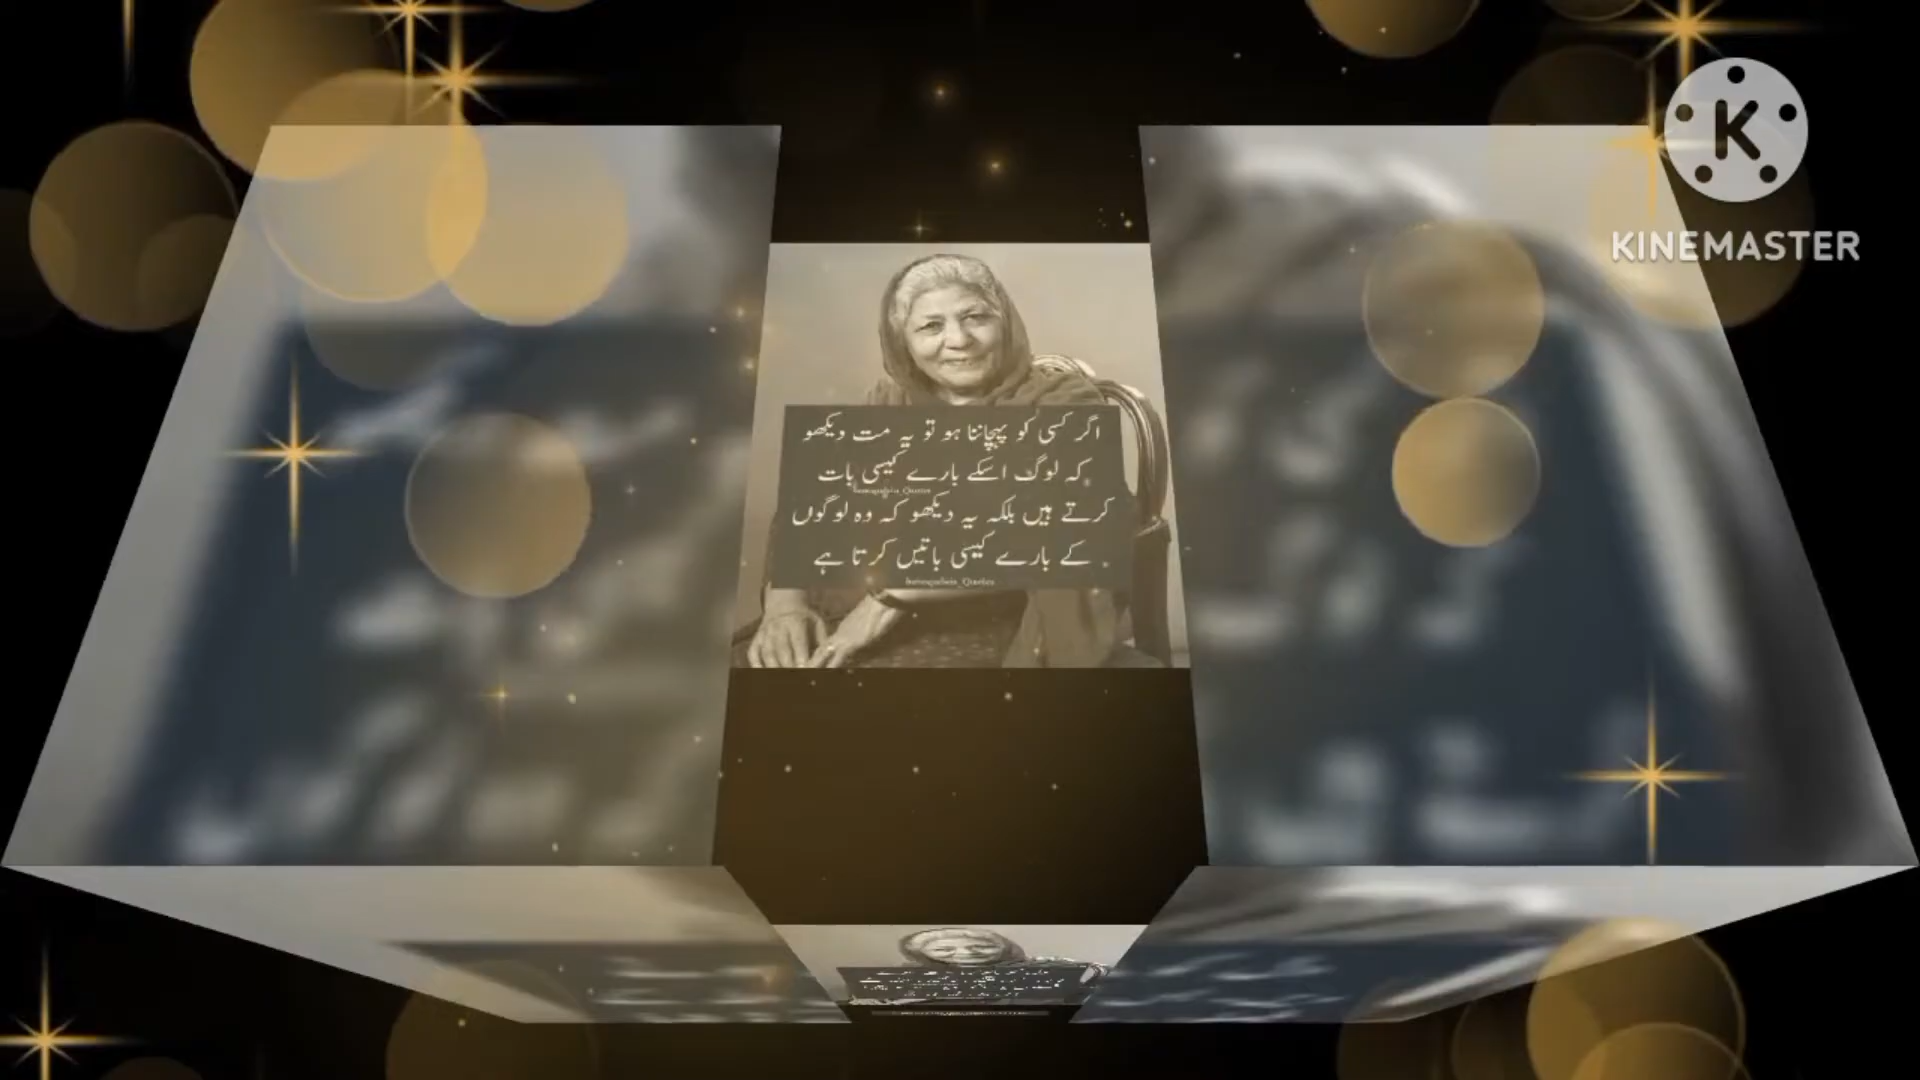 KINEMASTER
اگر کسی کو پہچاننا ہو تو یہ مت دیکھو
کہ لوگ اسکے بارے کیسی بات
کرتے ہیں بلکہ یہ دیکھو کہ وہ لوگوں
کے بارے کیسی باتیں کرتا ہے